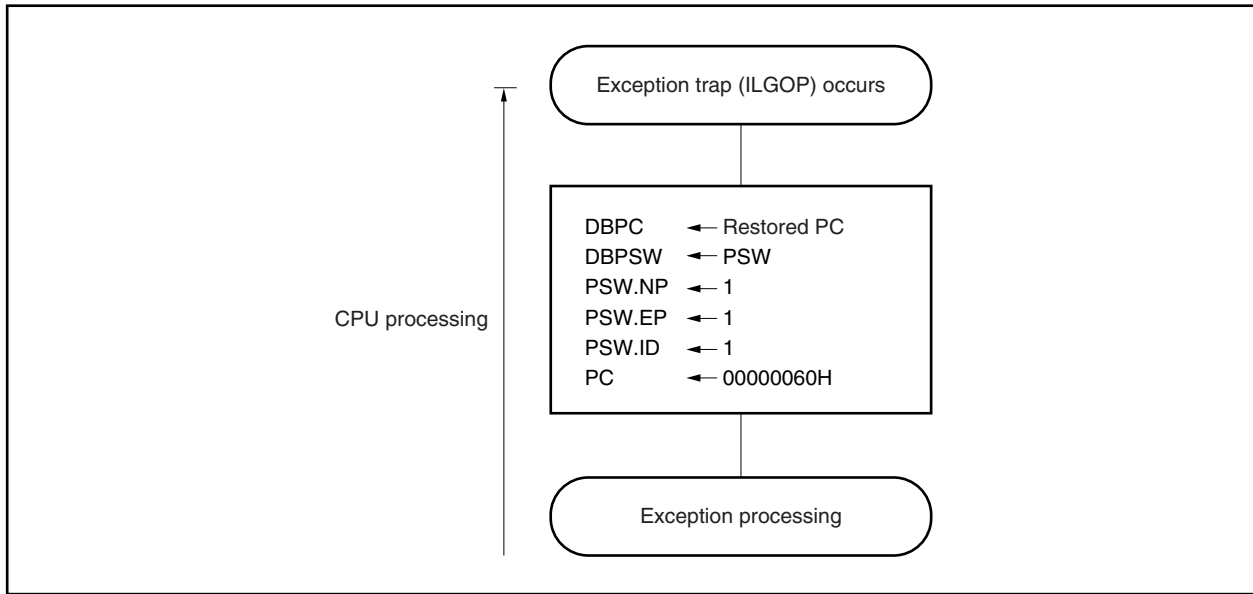 Exception trap (ILGOP) occurs
DBPC ← Restored PC
DBPSW ← PSW
PSW.NP ← 1
PSW.EP ← 1
CPU processing
PSW.ID ← 1
PC ← 00000060H
Exception processing